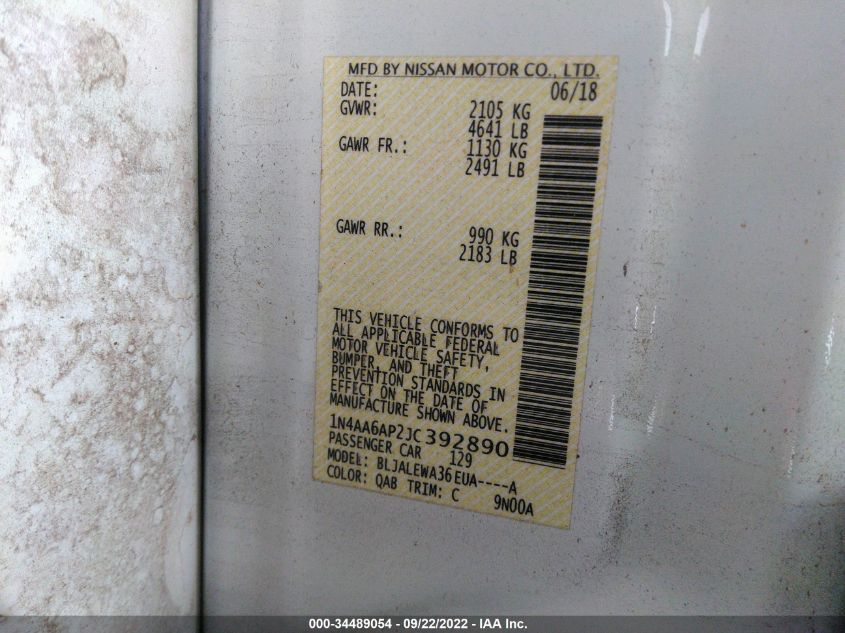 MFD BY NISSAN MOTOR CO., LTD.
DATE: 06/18
GVWR: 2105 KG
4641 LB
GAWR FR.: 1130 KG
2491 LB
GAWR RR.: 990 KG
2183 LB
THIS VEHICLE CONFORMS TO
ALL APPLICABLE FEDERAL
MOTOR VEHICLE SAFETY,
BUMPER, AND THEFT
PREVENTION STANDARDS IN
EFFECT ON THE DATE OF
MANUFACTURE SHOWN ABOVE.
1N4AA6AP2JC392890
PASSENGER CAR 129
MODEL: BLJALEWA36EUA----A
COLOR: QAB TRIM: C 9N00A
000-34489054 - 09/22/2022 - IAA Inc.